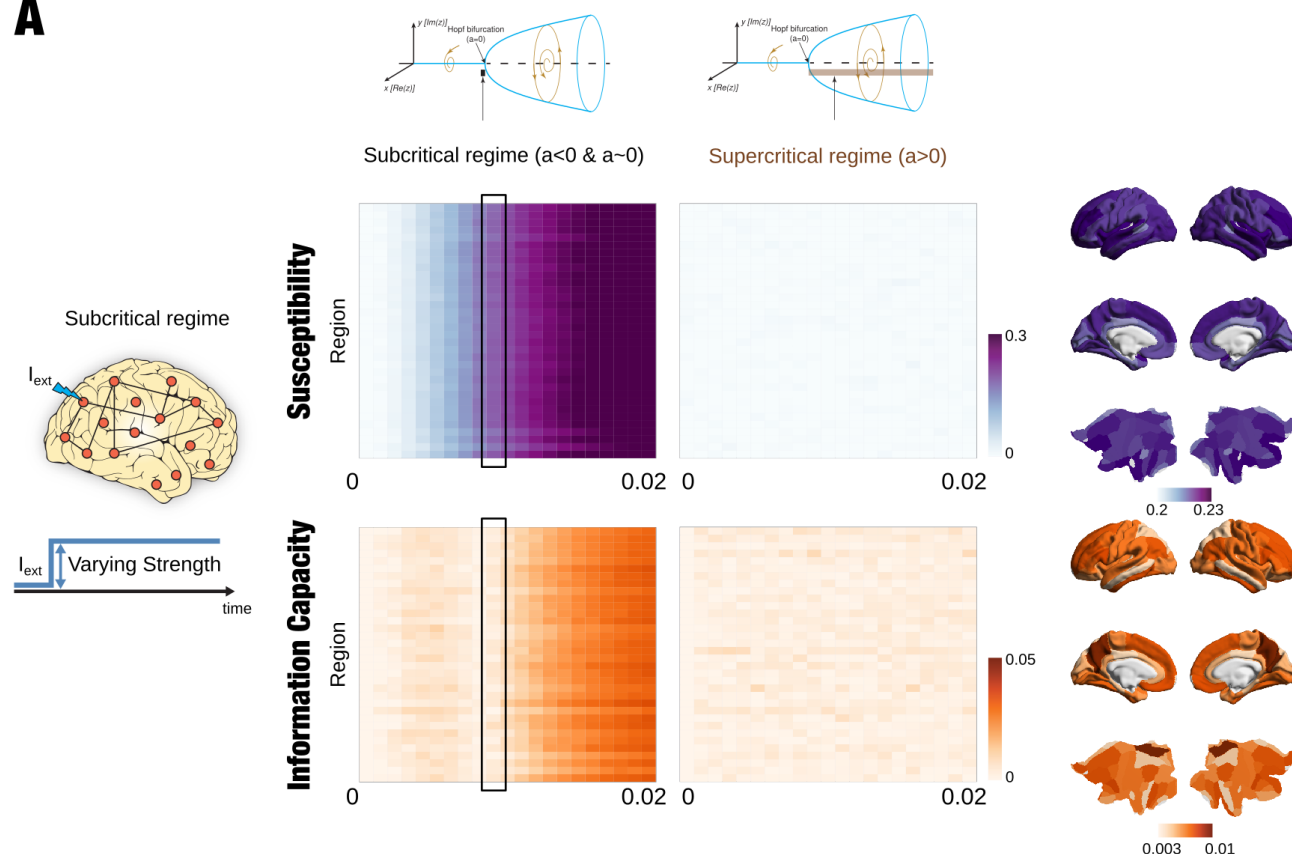 A
y [Im(z)]
Hopf bifurcation
(a=0)
x [Re(z)]
y [Im(z)]
Hopf bifurcation
(a=0)
x [Re(z)]
Subcritical regime (a<0 & a~0)
Supercritical regime (a>0)
Subcritical regime
Iext
Iext
Varying Strength
time
Susceptibility
Region
0
0.02
0
0.02
0.3
0
0.2
0.23
Information Capacity
Region
0
0.02
0
0.02
0.05
0
0.003
0.01